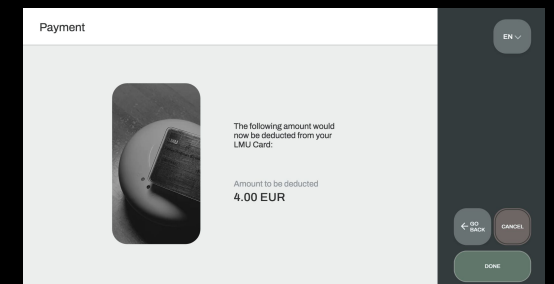 Payment
EN
The following amount would
now be deducted from your
LMU Card:
Amount to be deducted
4.00 EUR
GO
BACK
CANCEL
DONE